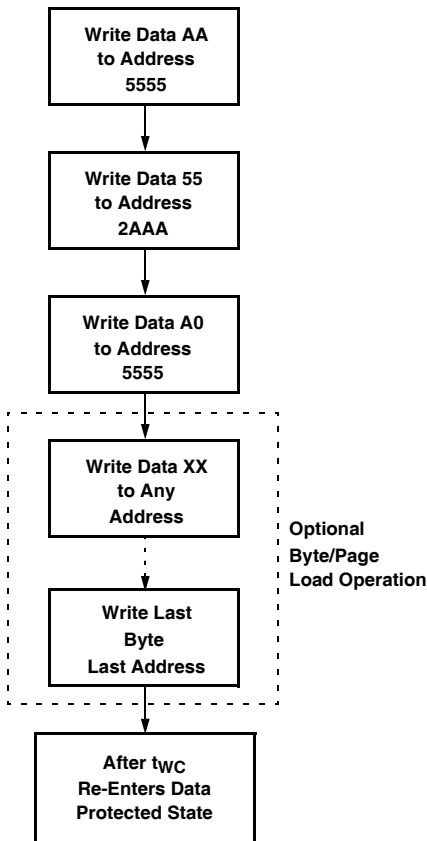 Write Data AA
to Address
5555
Write Data 55
to Address
2AAA
Write Data A0
to Address
5555
Write Data XX
to Any
Address
Optional
Byte/Page
Load Operation
Write Last
Byte
Last Address
After tWC
Re-Enters Data
Protected State